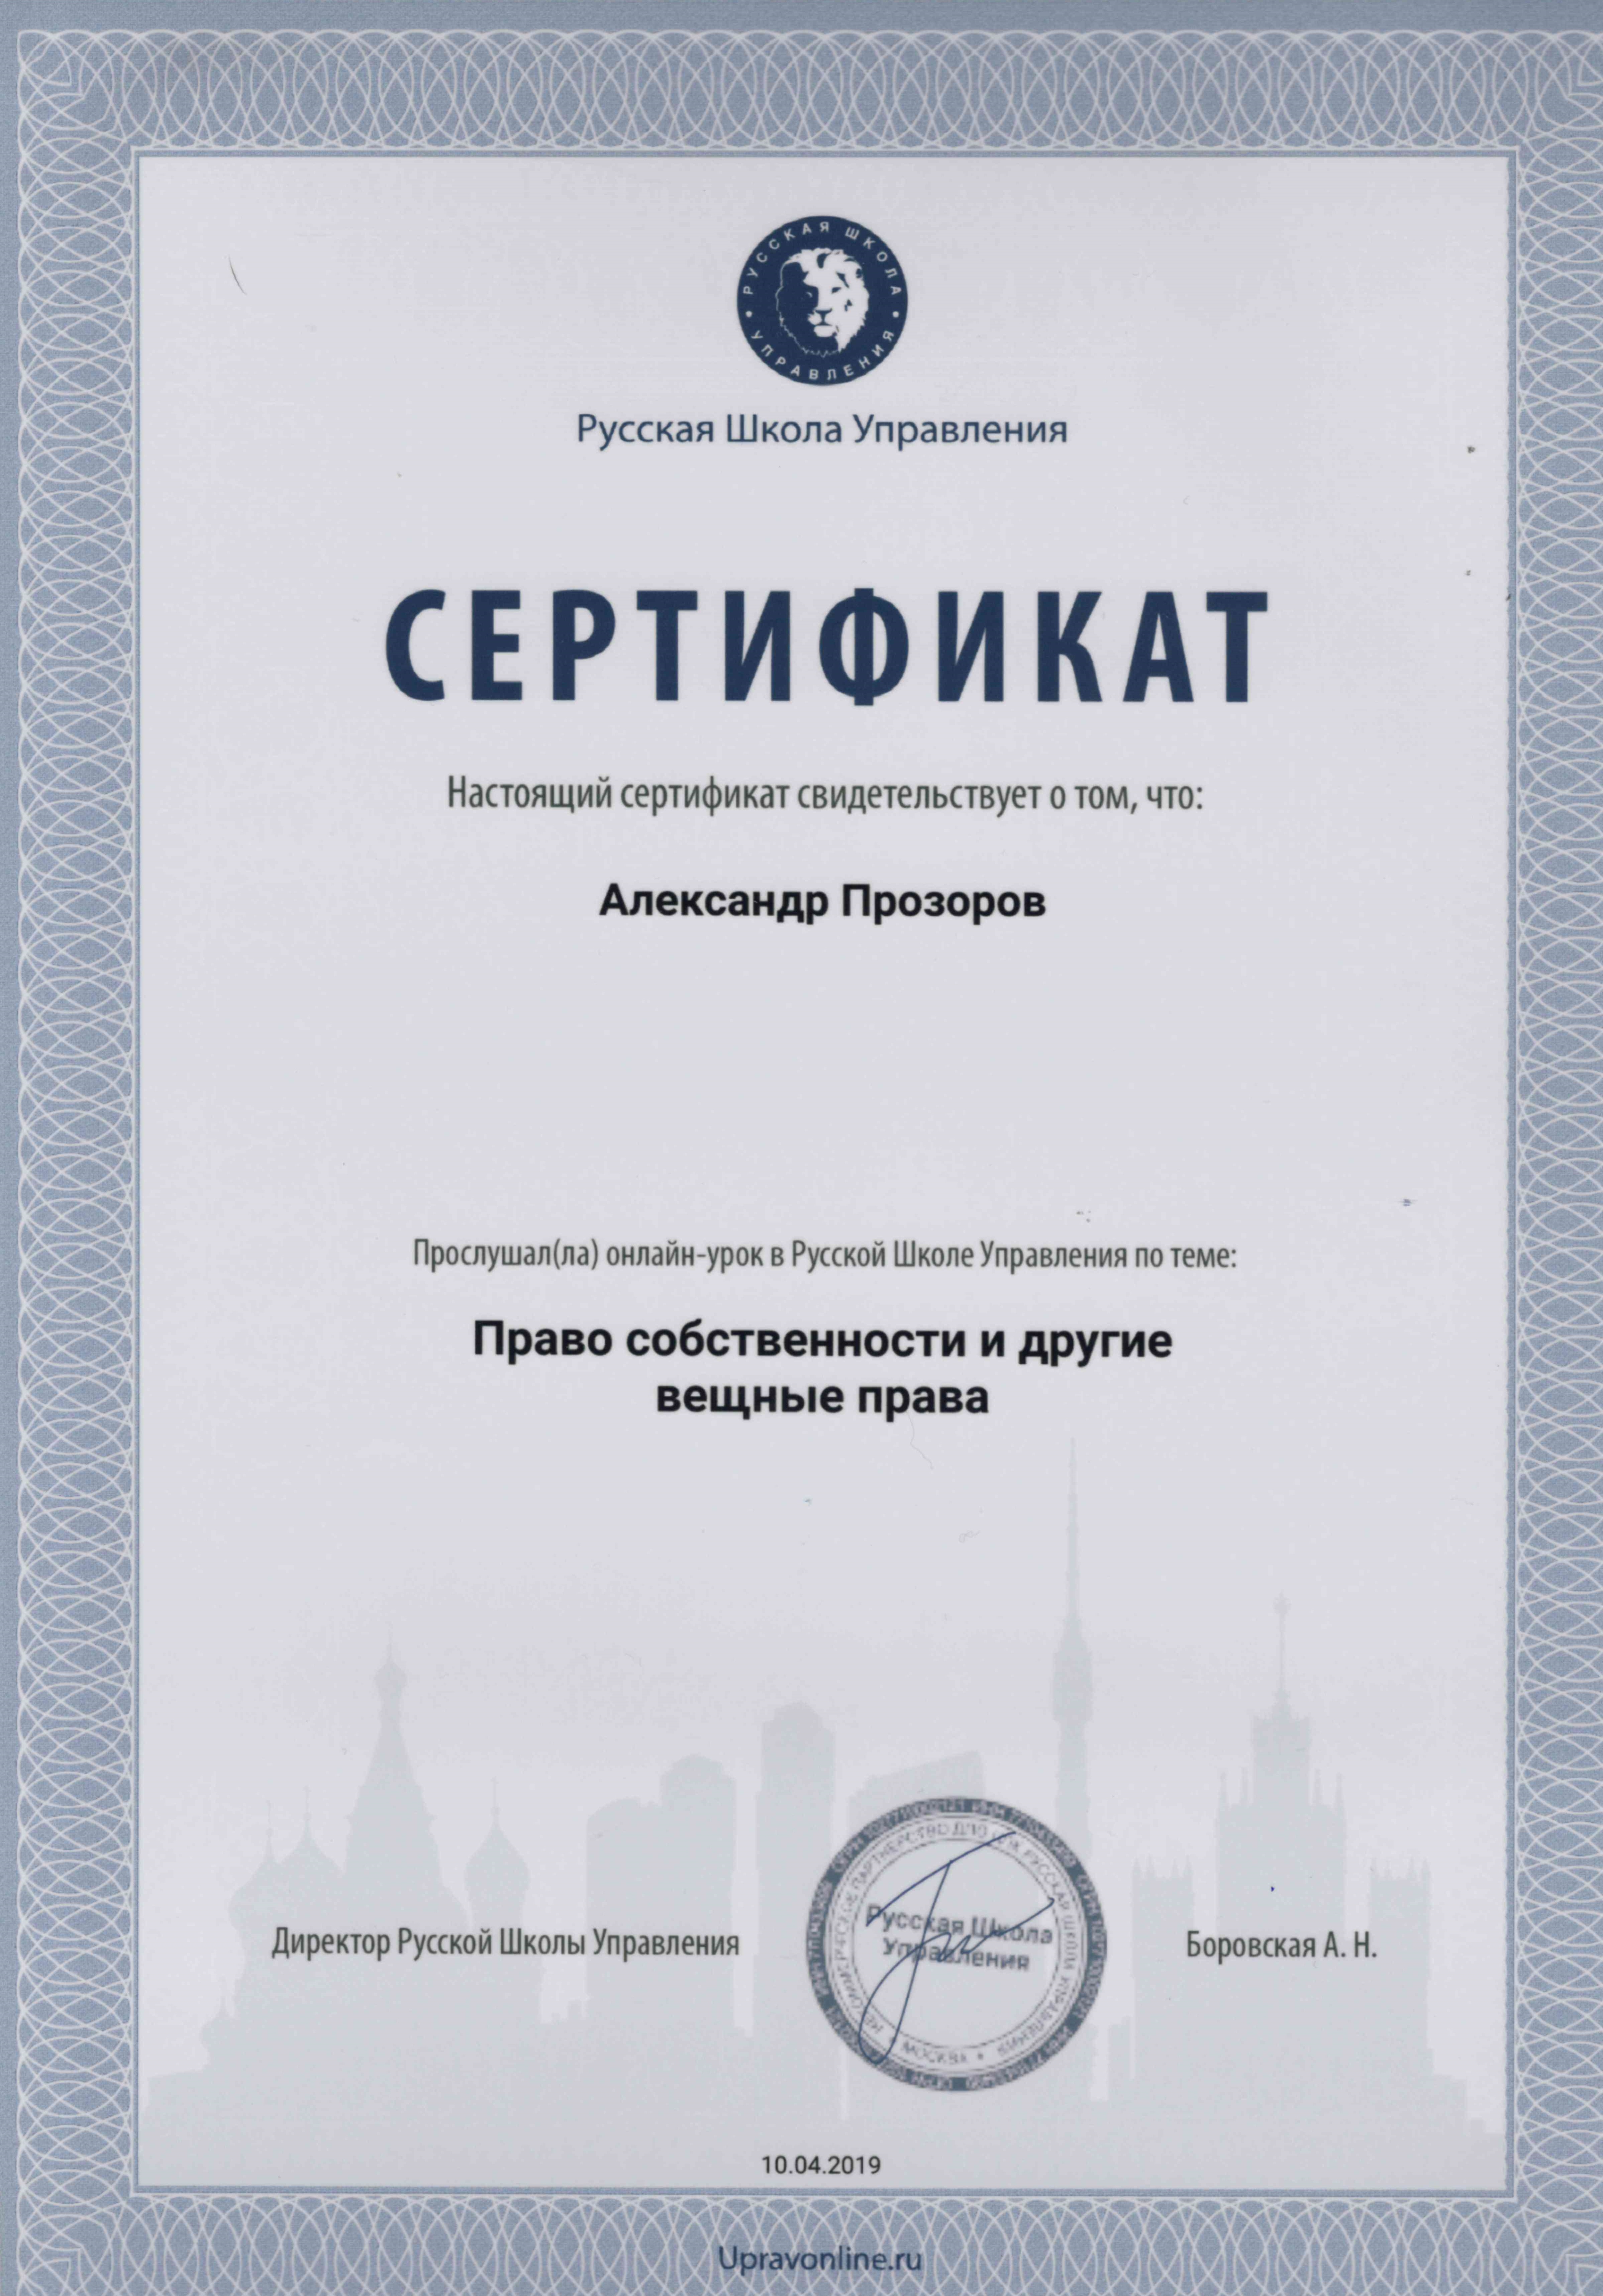 РУССКАЯ ШКОЛА
УПРАВЛЕНИЯ
Русская Школа Управления
СЕРТИФИКАТ
Настоящий сертификат свидетельствует о том, что:
Александр Прозоров
Прослушал(ла) онлайн-урок в Русской Школе Управления по теме:
Право собственности и другие
вещные права
Директор Русской Школы Управления
Русская Школа
Управления
МОСКВА
Боровская А. Н.
10.04.2019
Upravonline.ru